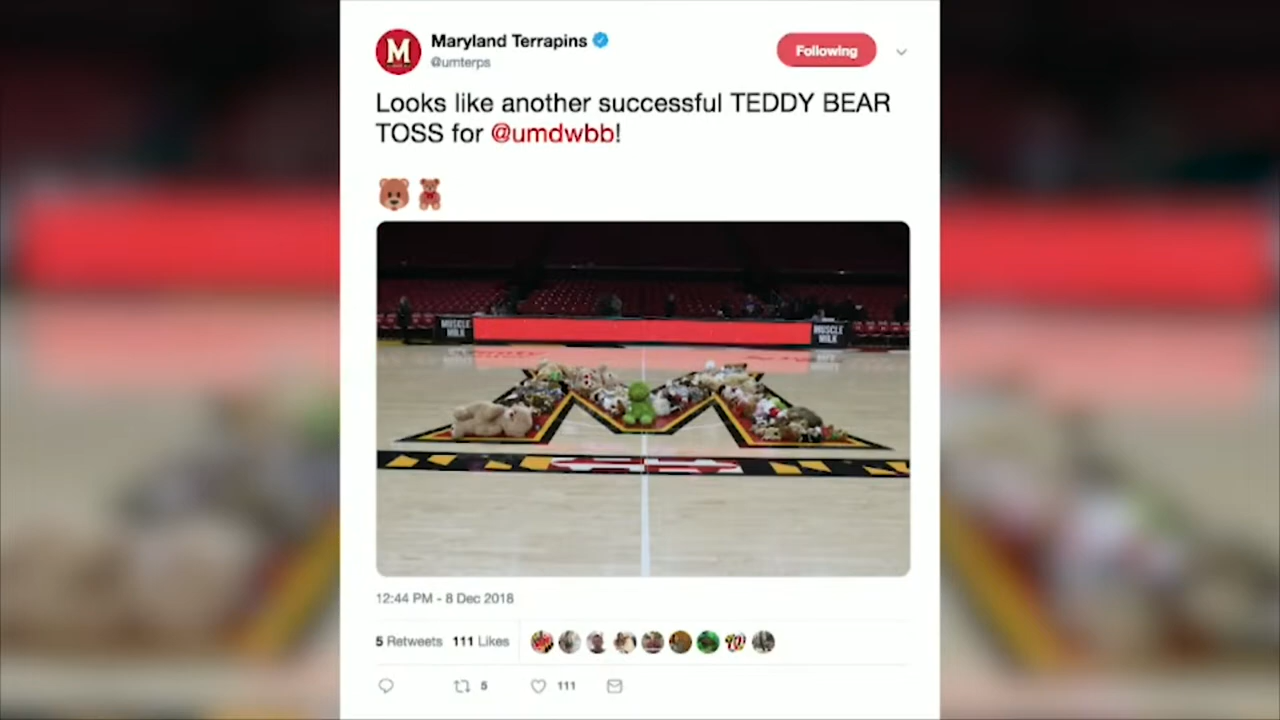 M
Maryland Terrapins
@umterps
Following
Looks like another successful TEDDY BEAR
TOSS for @umdwbb!
MUSCLE
MILK
MUSCLE
MILK
12:44 PM - 8 Dec 2018
5 Retweets 111 Likes
5 111